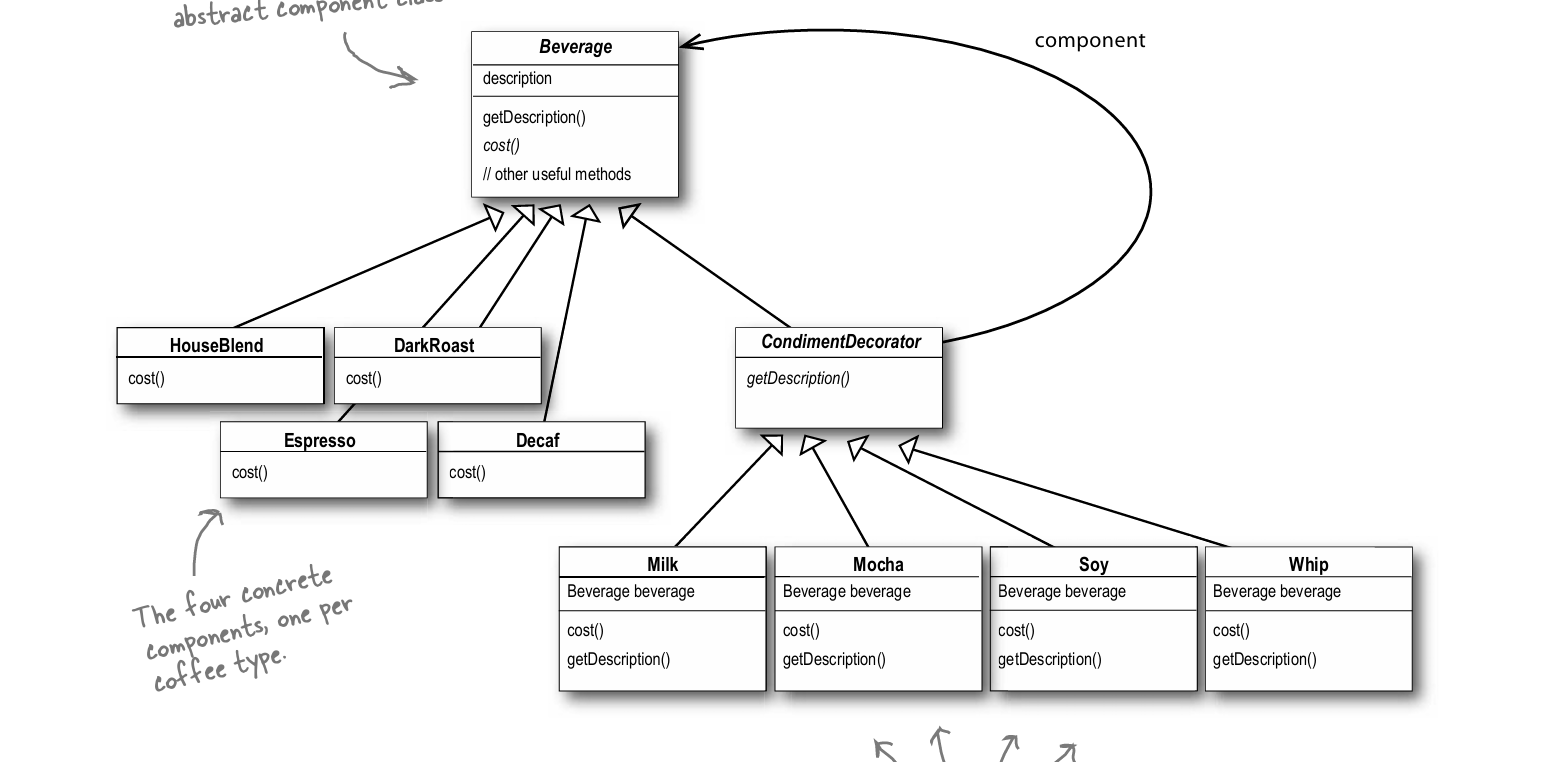 abstract component class
Beverage
description
getDescription()
cost()
// other useful methods
component
HouseBlend
cost()
DarkRoast
cost()
Espresso
cost()
Decaf
cost()
CondimentDecorator
getDescription()
The four concrete
components, one per
coffee type.
Milk
Beverage beverage
cost()
getDescription()
Mocha
Beverage beverage
cost()
getDescription()
Soy
Beverage beverage
cost()
getDescription()
Whip
Beverage beverage
cost()
getDescription()